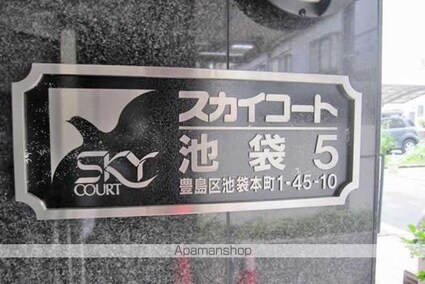 スカイコート
池袋 5
豊島区池袋本町1-45-10
SKY
COURT
Apamanshop